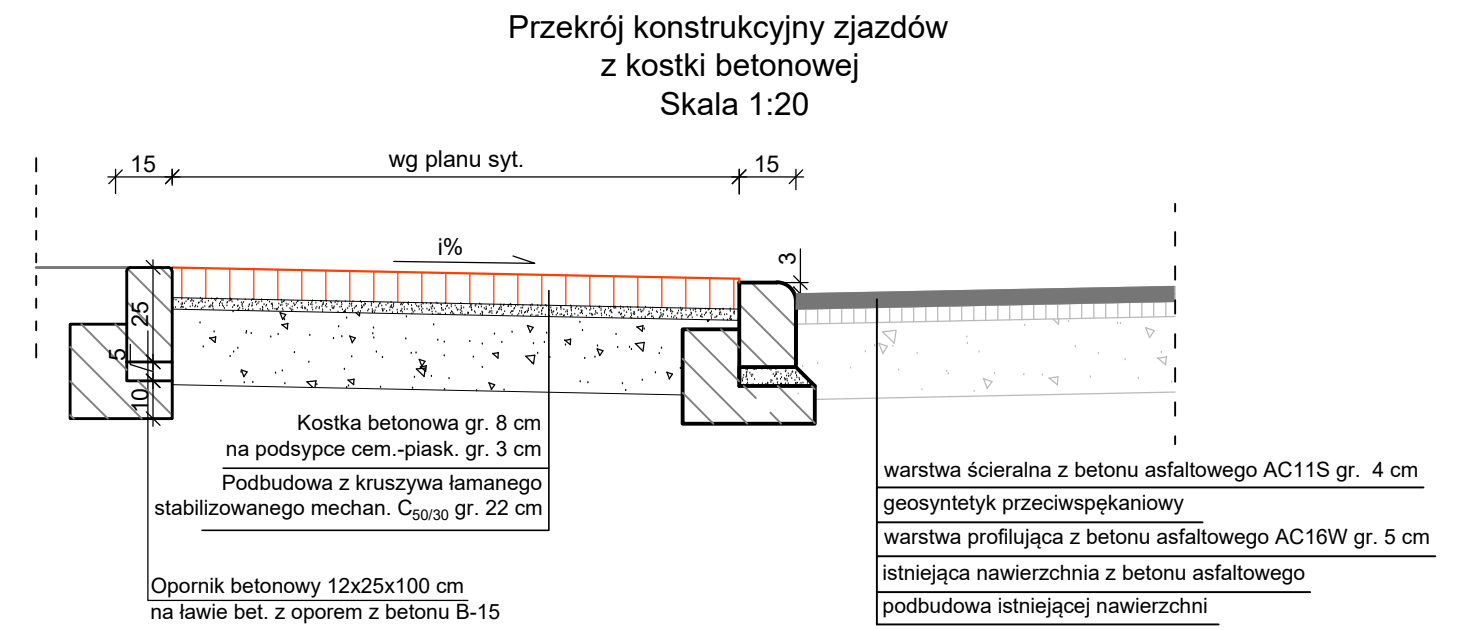 Przekrój konstrukcyjny zjazdów
z kostki betonowej
Skala 1:20
15
wg planu syt.
15
i%
3
25
5
10
Kostka betonowa gr. 8 cm
na podsypce cem.-piask. gr. 3 cm
Podbudowa z kruszywa łamanego
stabilizowanego mechan. C50/30 gr. 22 cm
Opornik betonowy 12x25x100 cm
na ławie bet. z oporem z betonu B-15
warstwa ścieralna z betonu asfaltowego AC11S gr. 4 cm
geosyntetyk przeciwspękaniowy
warstwa profilująca z betonu asfaltowego AC16W gr. 5 cm
istniejąca nawierzchnia z betonu asfaltowego
podbudowa istniejącej nawierzchni